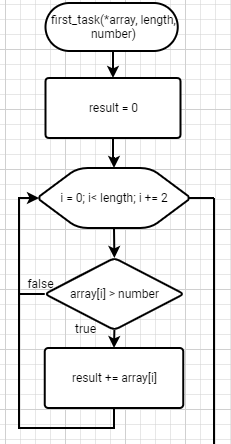 first_task(*array, length,
number)
result = 0
i = 0; i< length; i += 2
false
array[i] > number
true
result += array[i]